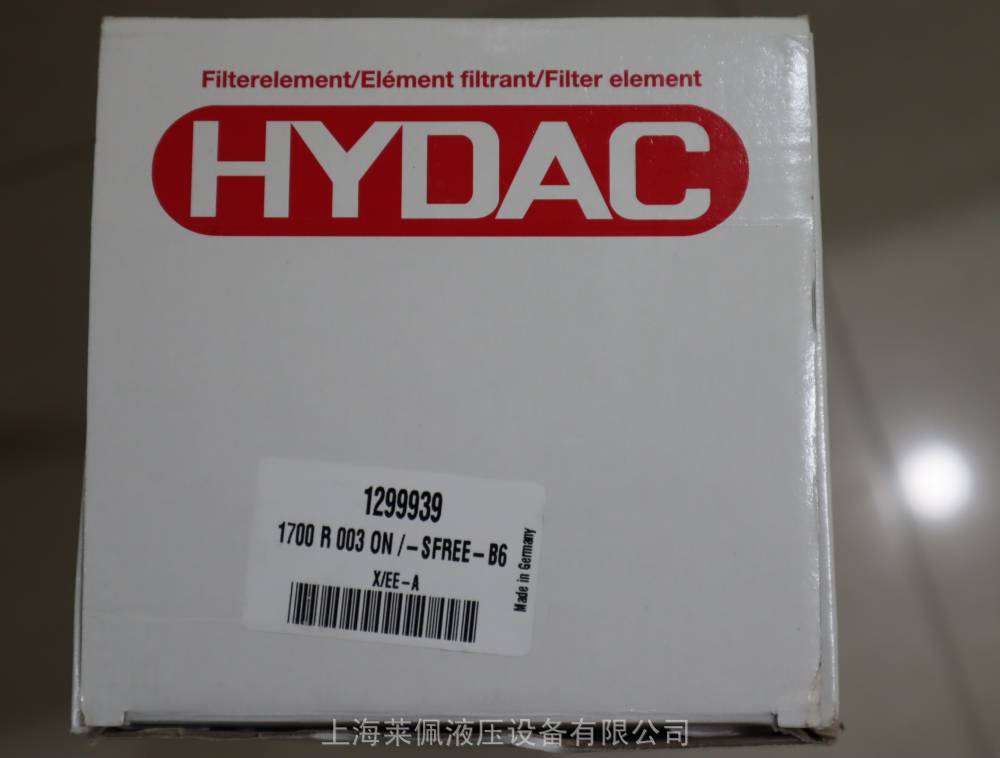 Filterelement/Elément filtrant/Filter element
HYDAC
1299939
1700 R 003 ON /-SFREE-B6
X/EE-A
Made in Germany
上海莱佩液压设备有限公司